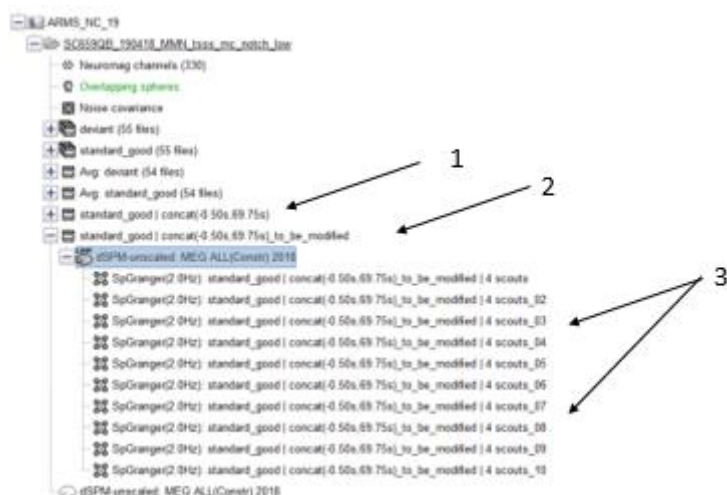 ARMS_NC_19
SC659QB_190418_MMN_tsss_mc_notch_low
Neuromag channels (330)
Overlapping spheres
Noise covariance
deviant (55 files)
standard_good (55 files)
Avg: deviant (54 files)
Avg: standard_good (54 files)
1
standard_good | concat(-0.50s,69.75s)
2
standard_good | concat(-0.50s,69.75s)_to_be_modified
dSPM-unscaled: MEG ALL(Constr) 2018
SpGranger(2.0Hz): standard_good | concat(-0.50s,69.75s)_to_be_modified | 4 scouts
3
SpGranger(2.0Hz): standard_good | concat(-0.50s,69.75s)_to_be_modified | 4 scouts_02
SpGranger(2.0Hz): standard_good | concat(-0.50s,69.75s)_to_be_modified | 4 scouts_03
SpGranger(2.0Hz): standard_good | concat(-0.50s,69.75s)_to_be_modified | 4 scouts_04
SpGranger(2.0Hz): standard_good | concat(-0.50s,69.75s)_to_be_modified | 4 scouts_05
SpGranger(2.0Hz): standard_good | concat(-0.50s,69.75s)_to_be_modified | 4 scouts_06
SpGranger(2.0Hz): standard_good | concat(-0.50s,69.75s)_to_be_modified | 4 scouts_07
SpGranger(2.0Hz): standard_good | concat(-0.50s,69.75s)_to_be_modified | 4 scouts_08
SpGranger(2.0Hz): standard_good | concat(-0.50s,69.75s)_to_be_modified | 4 scouts_09
SpGranger(2.0Hz): standard_good | concat(-0.50s,69.75s)_to_be_modified | 4 scouts_10
dSPM-unscaled: MEG ALL(Constr) 2018